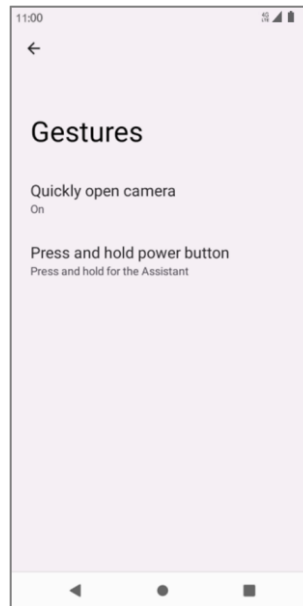 11:00
Gestures
Quickly open camera
On
Press and hold power button
Press and hold for the Assistant